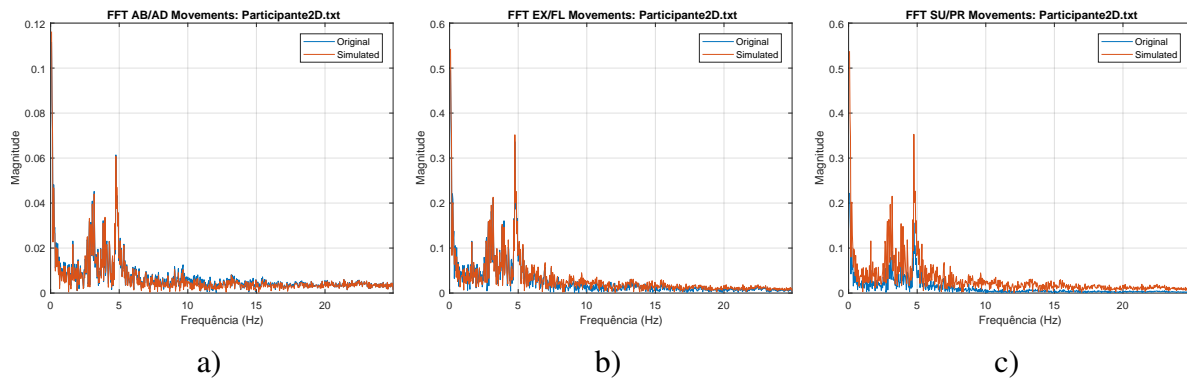 FFT AB/AD Movements: Participante2D.txt
Original
Simulated
Magnitude
0.12
0.1
0.08
0.06
0.04
0.02
0
0 5 10 15 20
Frequência (Hz)
a)
FFT EX/FL Movements: Participante2D.txt
Original
Simulated
Magnitude
0.6
0.5
0.4
0.3
0.2
0.1
0
0 5 10 15 20
Frequência (Hz)
b)
FFT SU/PR Movements: Participante2D.txt
Original
Simulated
Magnitude
0.6
0.5
0.4
0.3
0.2
0.1
0
0 5 10 15 20
Frequência (Hz)
c)